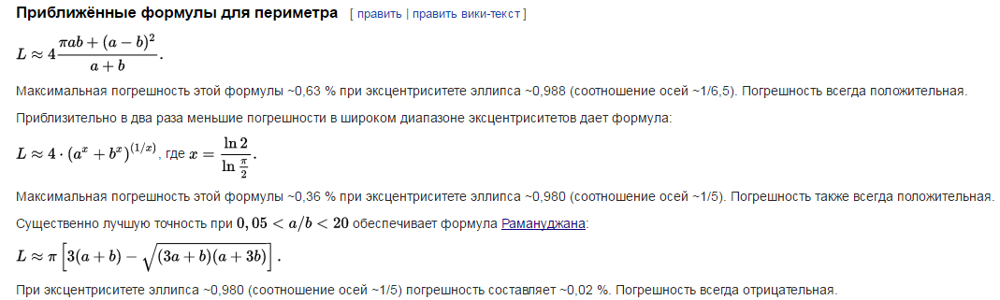 Приближённые формулы для периметра [ править | править вики-текст ]
L ≈ 4 (πab + (a − b)²)/(a + b).
Максимальная погрешность этой формулы ~0,63 % при эксцентриситете эллипса ~0,988 (соотношение осей ~1/6,5). Погрешность всегда положительная.
Приблизительно в два раза меньшие погрешности в широком диапазоне эксцентриситетов дает формула:
L ≈ 4 · (aˣ + bˣ)^(1/x), где x = ln 2 / ln (π/2).
Максимальная погрешность этой формулы ~0,36 % при эксцентриситете эллипса ~0,980 (соотношение осей ~1/5). Погрешность также всегда положительная.
Существенно лучшую точность при 0,05 < a/b < 20 обеспечивает формула Рамануджана:
L ≈ π [3(a + b) − √((3a + b)(a + 3b))].
При эксцентриситете эллипса ~0,980 (соотношение осей ~1/5) погрешность составляет ~0,02 %. Погрешность всегда отрицательная.